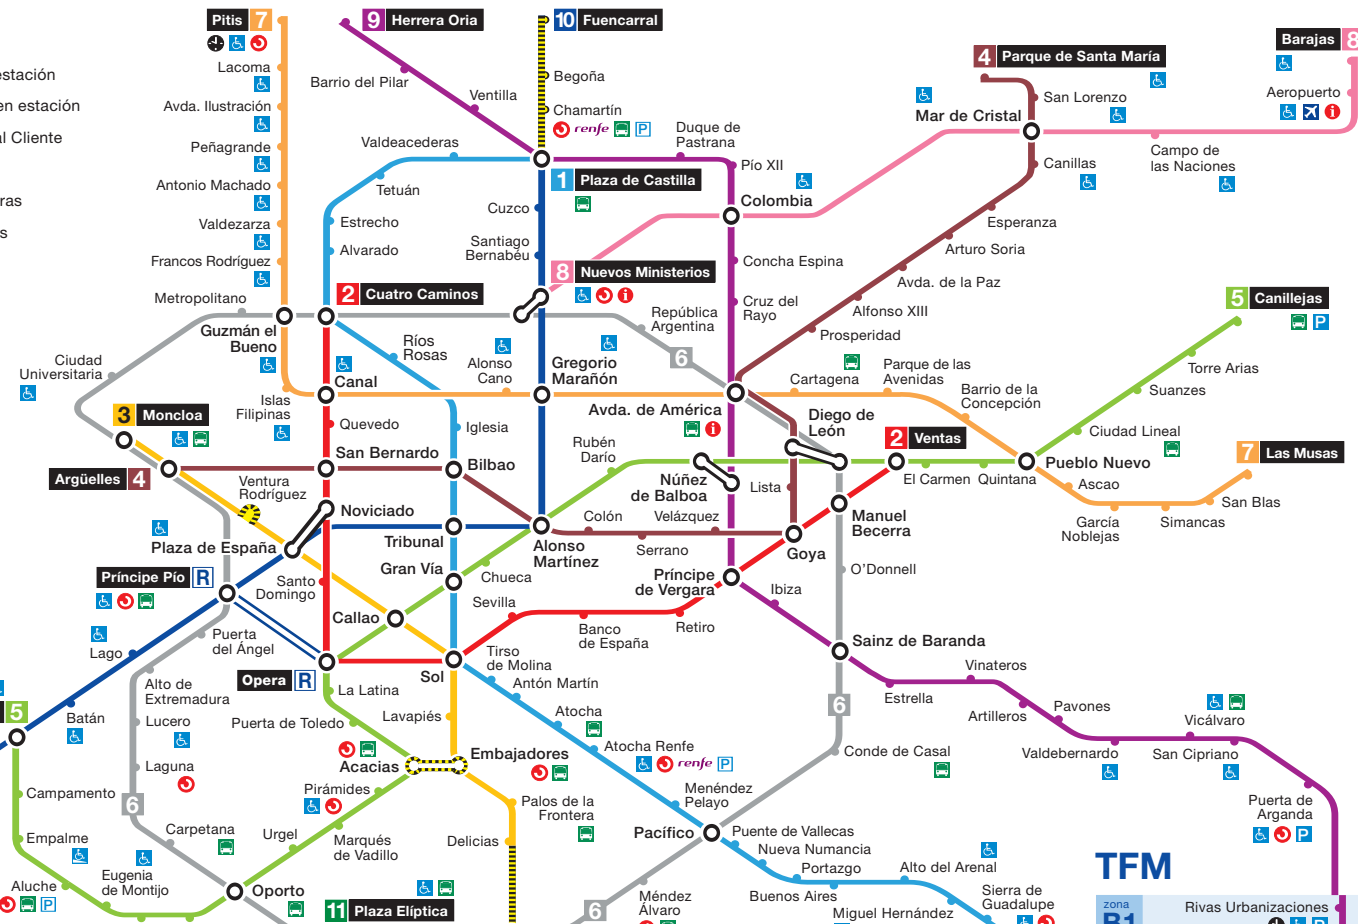 Pitis 7
9 Herrera Oria
10 Fuencarral
Barajas 8
4 Parque de Santa María
estación
en estación
al Cliente
ras
s
Lacoma
Barrio del Pilar
Begoña
San Lorenzo
Aeropuerto
Avda. Ilustración
Ventilla
Chamartín
renfe P
Mar de Cristal
Peñagrande
Valdeacederas
Duque de
Pastrana
Campo de
las Naciones
Antonio Machado
Tetuán
1 Plaza de Castilla
Pío XII
Canillas
Valdezarza
Estrecho
Cuzco
Colombia
Esperanza
Francos Rodríguez
Alvarado
Santiago
Bernabéu
Concha Espina
Arturo Soria
8 Nuevos Ministerios
Avda. de la Paz
Metropolitano
2 Cuatro Caminos
Cruz del
Rayo
Alfonso XIII
5 Canillejas
P
Guzmán el
Bueno
República
Argentina
Prosperidad
Ríos
Rosas
6
Ciudad
Universitaria
Alonso
Cano
Gregorio
Marañón
Cartagena
Parque de las
Avenidas
Torre Arias
Canal
Suanzes
Islas
Filipinas
Barrio de la
Concepción
3 Moncloa
Quevedo
Iglesia
Avda. de América
Diego de
León
2 Ventas
Ciudad Lineal
7 Las Musas
Argüelles 4
San Bernardo
Bilbao
Rubén
Darío
Núñez
de Balboa
Lista
El Carmen
Quintana
Pueblo Nuevo
Ascao
San Blas
Ventura
Rodríguez
Noviciado
Colón
Velázquez
Manuel
Becerra
García
Noblejas
Simancas
Plaza de España
Tribunal
Alonso
Martínez
Serrano
Goya
Príncipe Pío R
Santo
Domingo
Gran Vía
Chueca
Príncipe
de Vergara
O'Donnell
Callao
Sevilla
Ibiza
Puerta
del Ángel
Banco
de España
Retiro
Lago
Sainz de Baranda
Opera R
Sol
Tirso
de Molina
Vinateros
Alto de
Extremadura
La Latina
Antón Martín
Estrella
Artilleros
Pavones
5
Batán
Lucero
Puerta de Toledo
Lavapiés
Atocha
6
Vicálvaro
Laguna
Acacias
Embajadores
Atocha Renfe
renfe P
Conde de Casal
Valdebernardo
San Cipriano
Campamento
6
Pirámides
Palos de la
Frontera
Menéndez
Pelayo
Puerta de
Arganda
P
Empalme
Carpetana
Urgel
Marqués
de Vadillo
Delicias
Pacífico
Puente de Vallecas
Nueva Numancia
Portazgo
Alto del Arenal
TFM
Aluche
P
Eugenia
de Montijo
Oporto
11 Plaza Elíptica
6
Méndez
Álvaro
Buenos Aires
Miguel Hernández
Sierra de
Guadalupe
zona
B1
Rivas Urbanizaciones